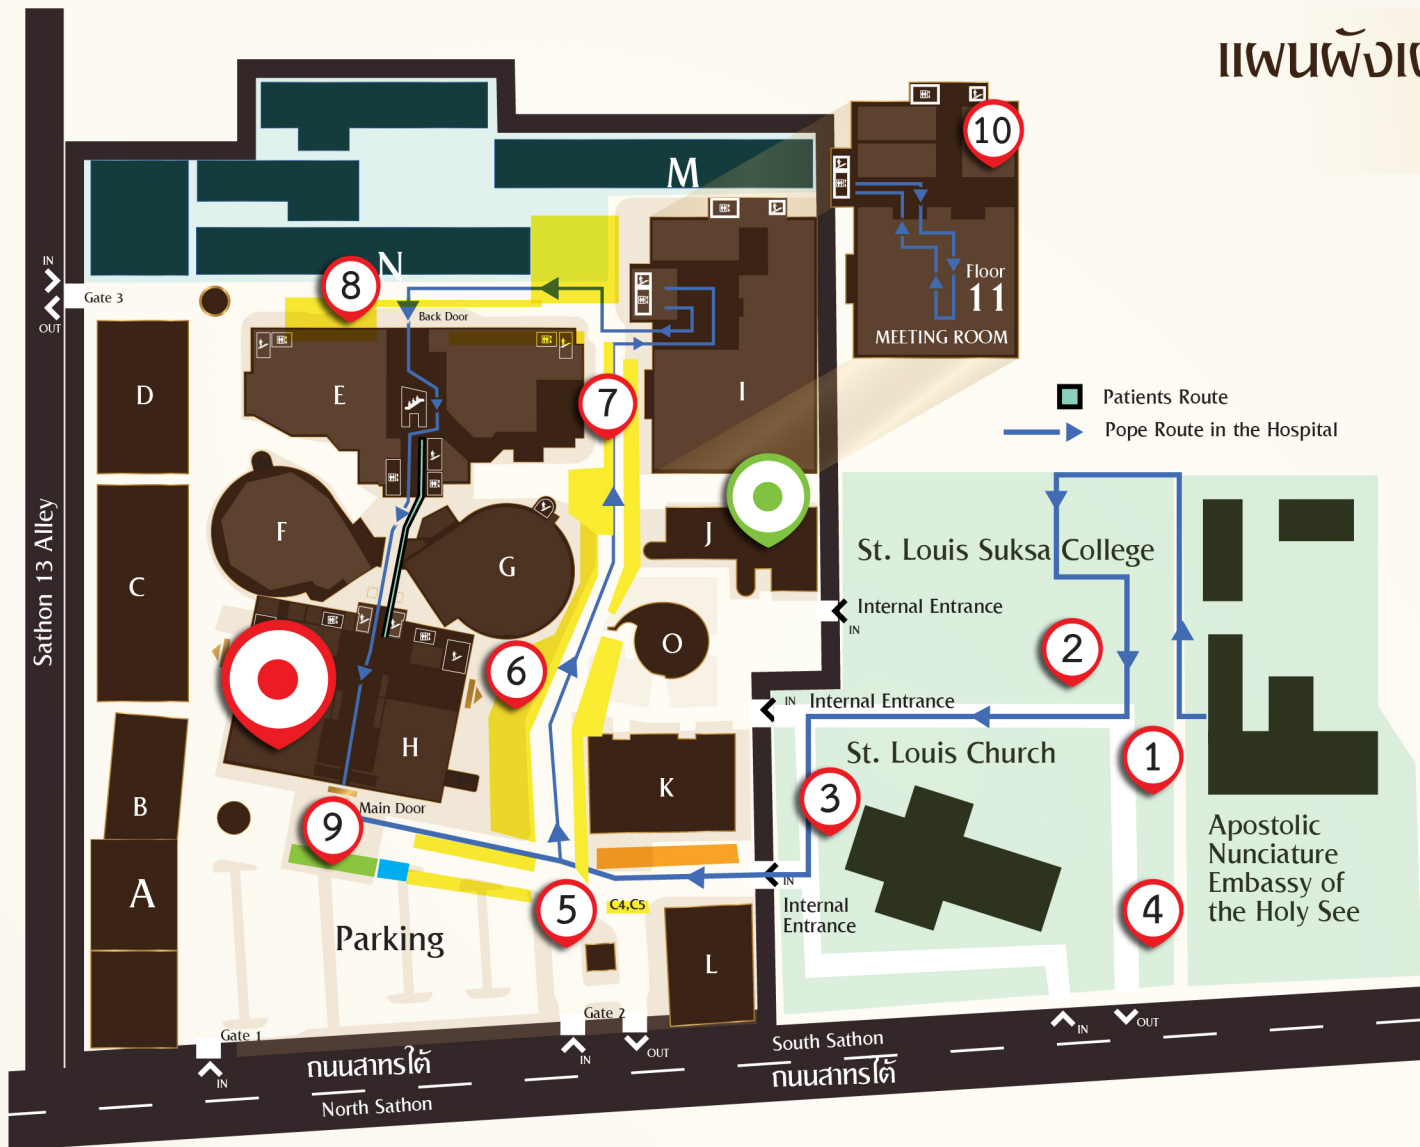 แผนผังเ
10
M
IN
OUT
Gate 3
N
8
Back Door
Floor
11
MEETING ROOM
D
E
7
I
Patients Route
Pope Route in the Hospital
Sathon 13 Alley
C
F
G
J
St. Louis Suksa College
Internal Entrance
IN
O
2
6
IN
Internal Entrance
H
K
St. Louis Church
1
3
B
Main Door
9
Apostolic
Nunciature
Embassy of
the Holy See
A
IN
Internal
Entrance
5
C4,C5
4
Parking
L
Gate 1
IN
Gate 2
IN
OUT
IN
OUT
South Sathon
ถนนสาทรใต้
ถนนสาทรใต้
North Sathon